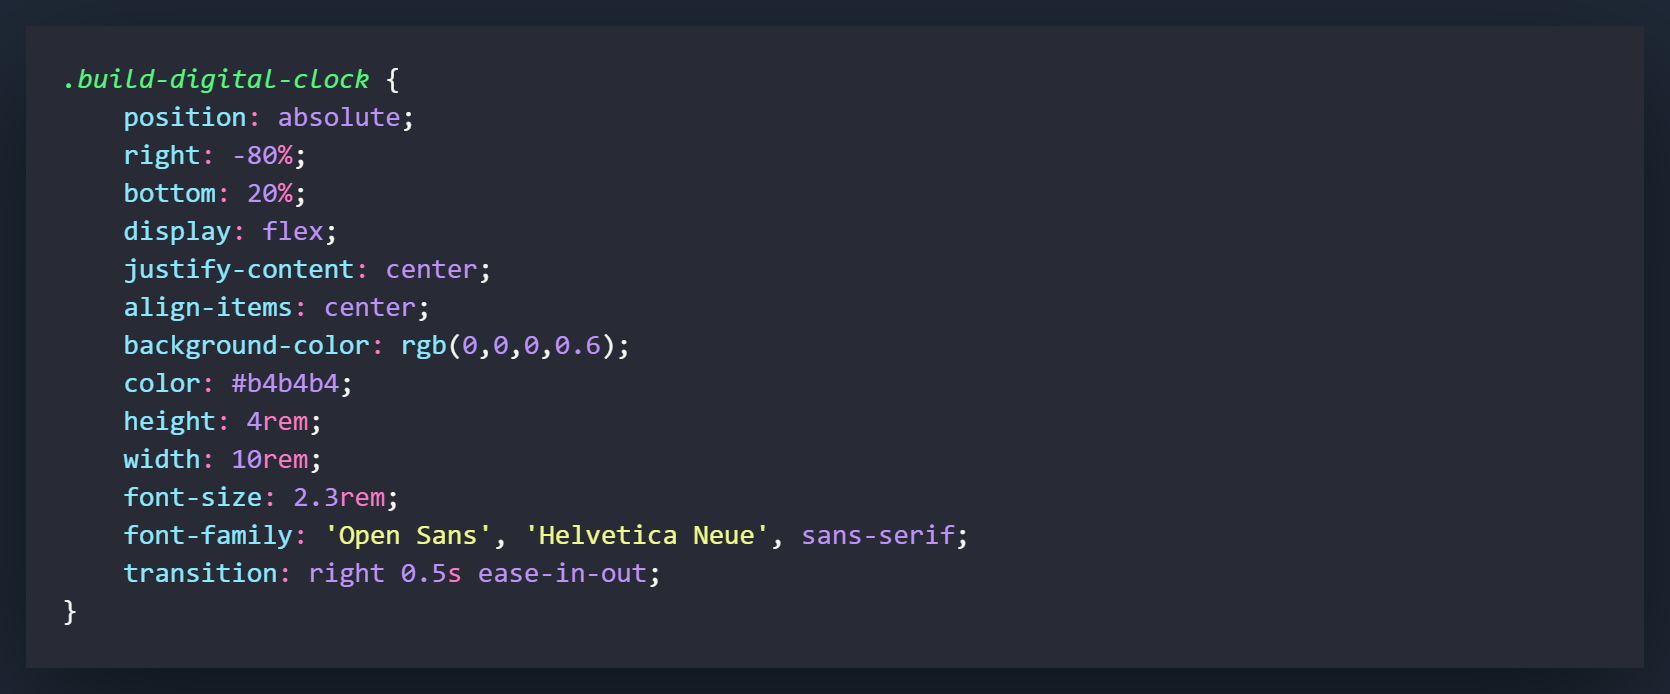 .build-digital-clock {
    position: absolute;
    right: -80%;
    bottom: 20%;
    display: flex;
    justify-content: center;
    align-items: center;
    background-color: rgb(0,0,0,0.6);
    color: #b4b4b4;
    height: 4rem;
    width: 10rem;
    font-size: 2.3rem;
    font-family: 'Open Sans', 'Helvetica Neue', sans-serif;
    transition: right 0.5s ease-in-out;
}